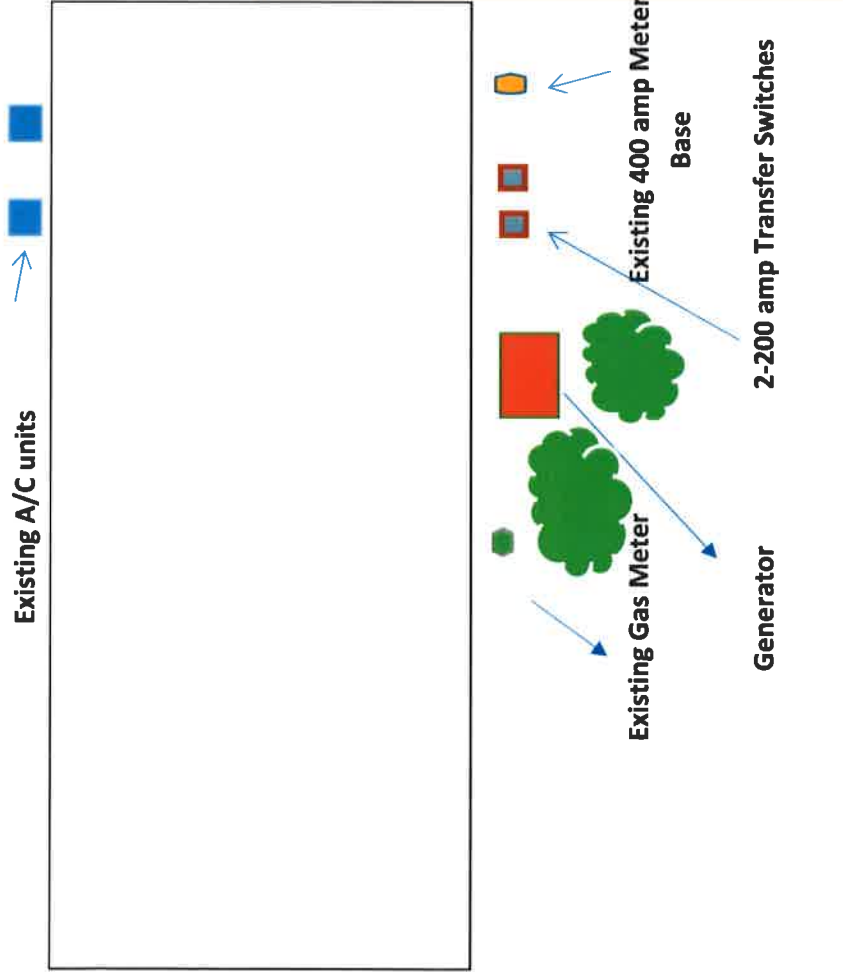 Existing A/C units
Existing 400 amp Meter
Base
2-200 amp Transfer Switches
Existing Gas Meter
Generator